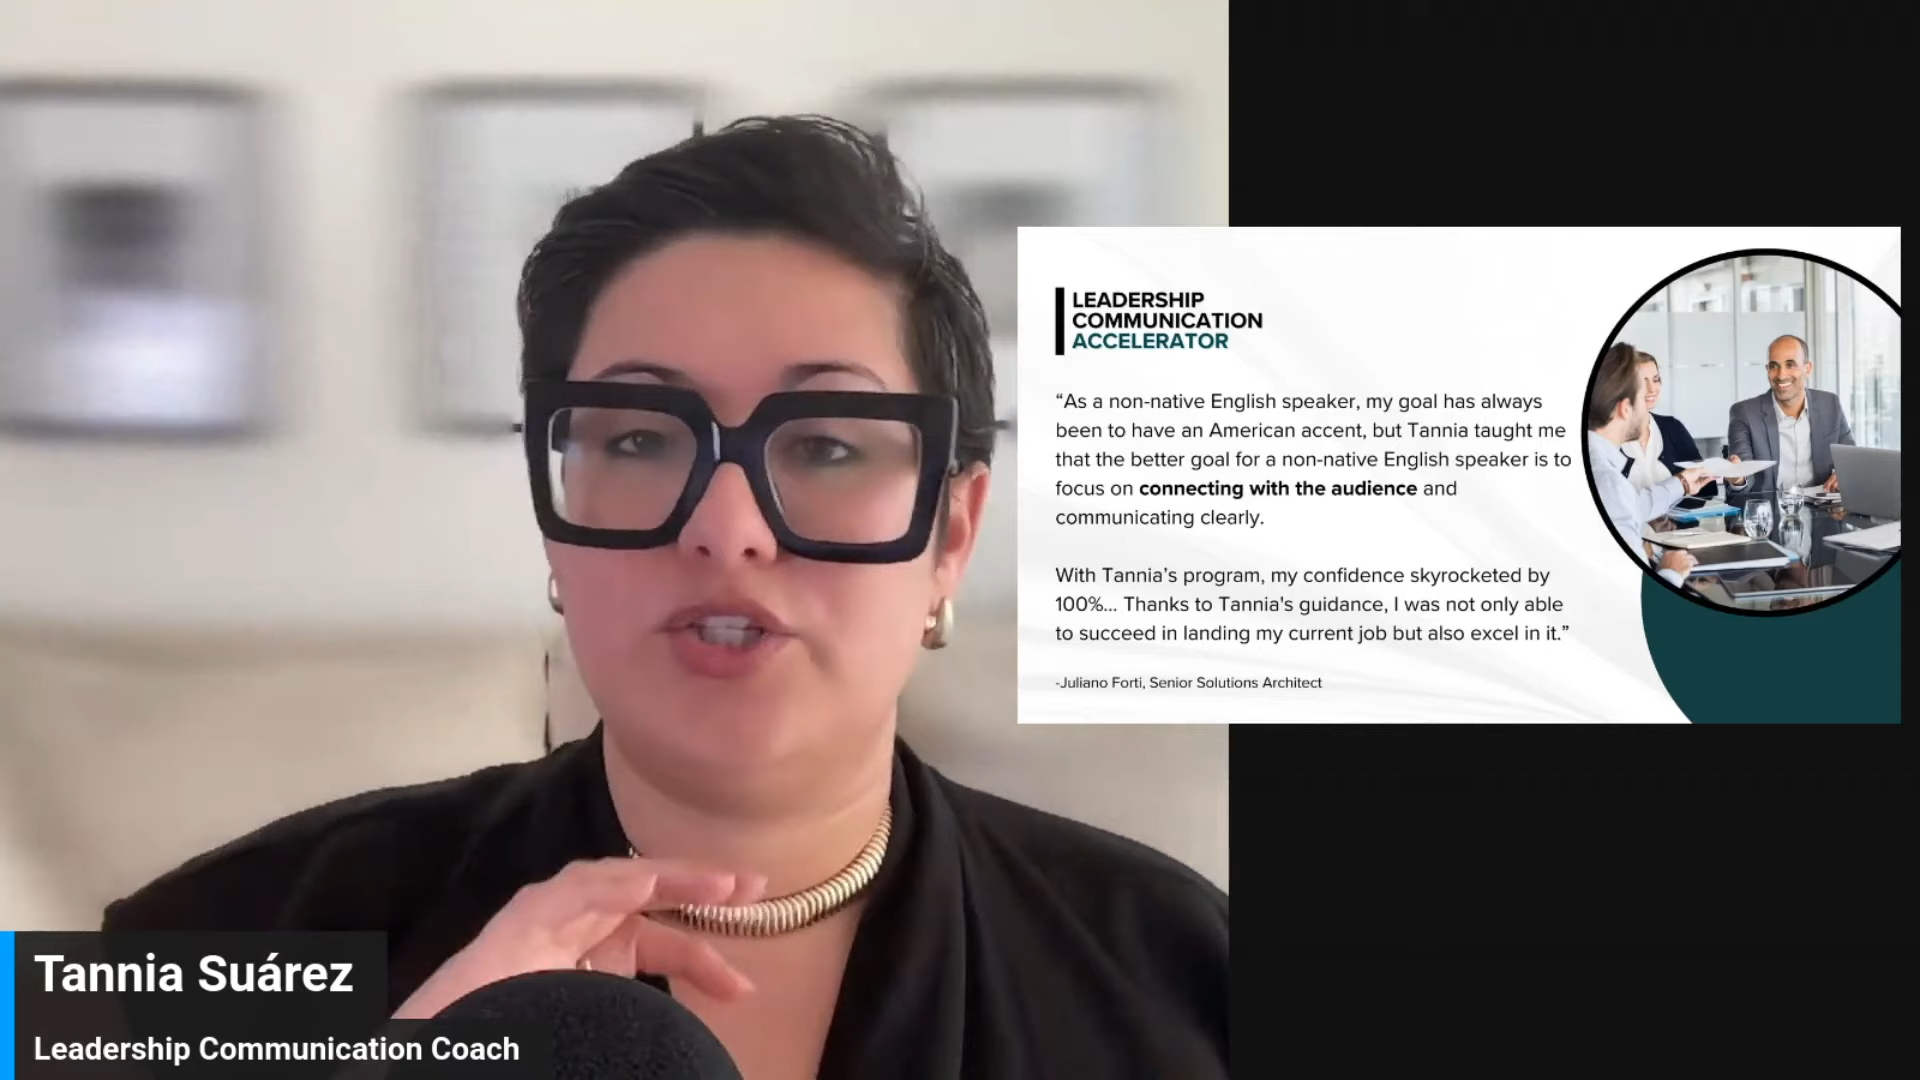 LEADERSHIP
COMMUNICATION
ACCELERATOR
“As a non-native English speaker, my goal has always
been to have an American accent, but Tannia taught me
that the better goal for a non-native English speaker is to
focus on connecting with the audience and
communicating clearly.
With Tannia’s program, my confidence skyrocketed by
100%... Thanks to Tannia's guidance, I was not only able
to succeed in landing my current job but also excel in it.”
-Juliano Forti, Senior Solutions Architect
Tannia Suárez
Leadership Communication Coach